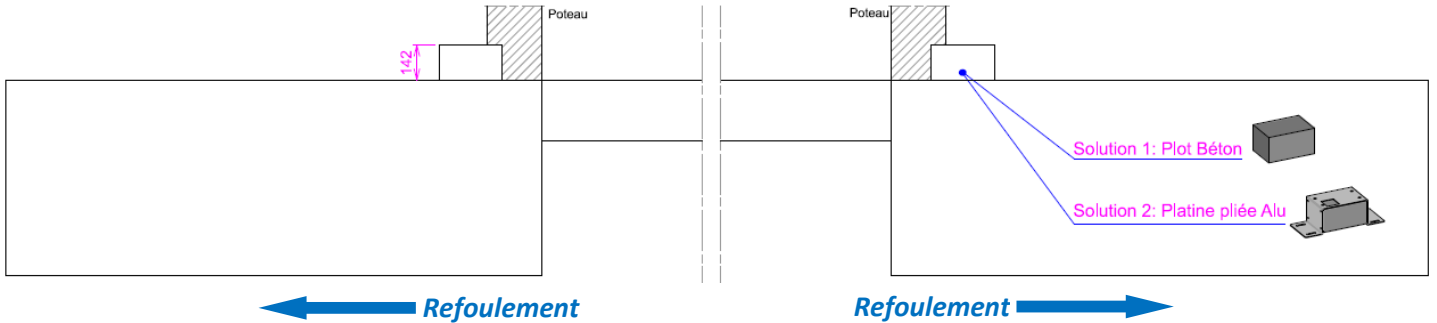 Poteau
Poteau
142
Solution 1: Plot Béton
Solution 2: Platine pliée Alu
Refoulement
Refoulement